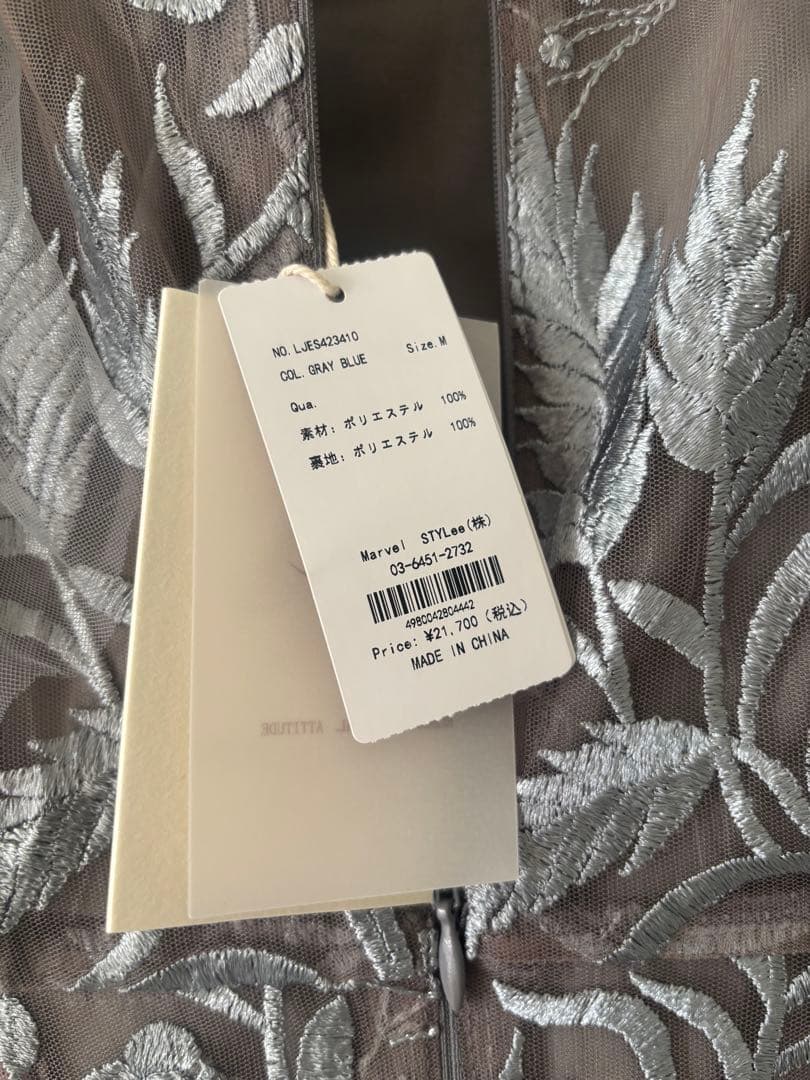 NO. LJES423410
COL. GRAY BLUE Size. M
Qua.
素材: ポリエステル 100%
裏地: ポリエステル 100%
Marvel STYLee(株)
03-6451-2732
4980042804442
Price: ¥21,700 (税込)
MADE IN CHINA
ATTITUDE